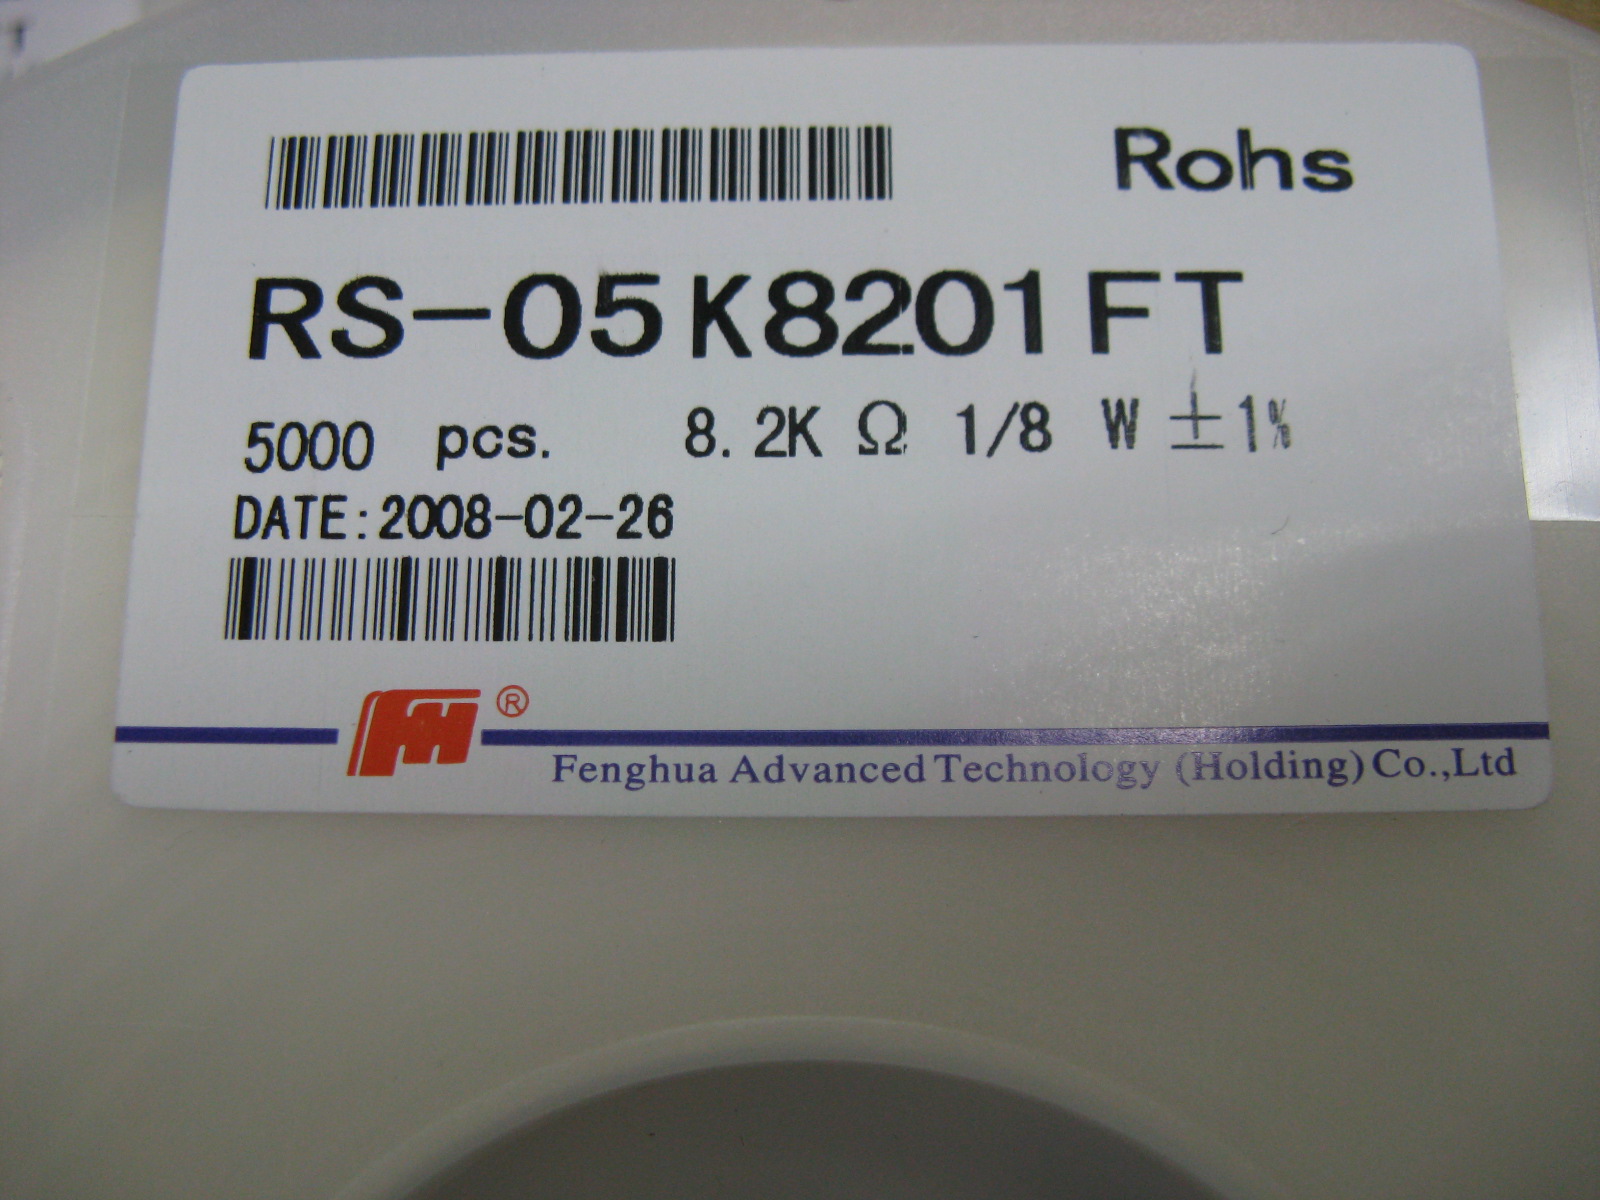 Rohs
RS-05K8201FT
5000 pcs. 8.2K Ω 1/8 W ±1%
DATE:2008-02-26
®
Fenghua Advanced Technology (Holding) Co.,Ltd